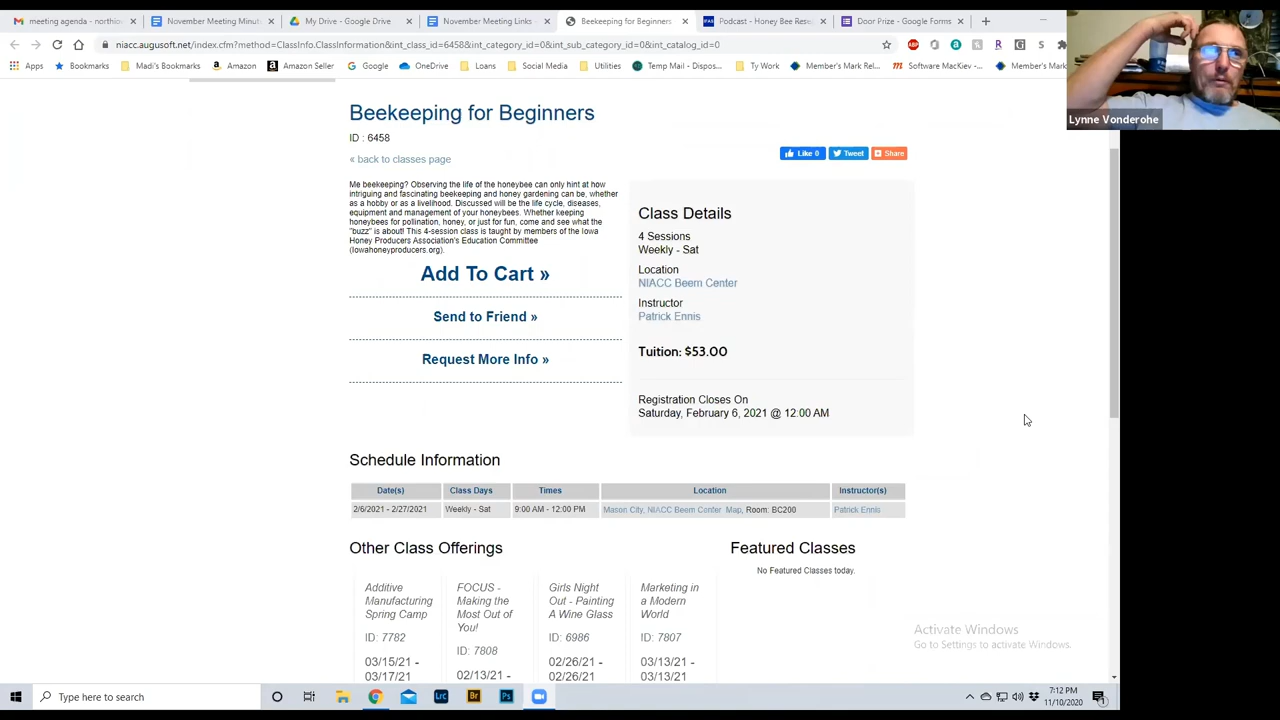 meeting agenda - northiow
November Meeting Minut
My Drive - Google Drive
November Meeting Links -
Beekeeping for Beginners
Podcast - Honey Bee Rese
Door Prize - Google Forms
niacc.augusoft.net/index.cfm?method=ClassInfo.ClassInformation&int_class_id=6458&int_category_id=0&int_sub_category_id=0&int_catalog_id=0
Apps
Bookmarks
Madi's Bookmarks
Amazon
Amazon Seller
Google
OneDrive
Loans
Social Media
Utilities
Temp Mail - Dispos...
Ty Work
Member's Mark Rel...
Software MacKiev -...
Member's Mark
Lynne Vonderohe
Beekeeping for Beginners
ID : 6458
« back to classes page
Like 0
Tweet
Share
Me beekeeping? Observing the life of the honeybee can only hint at how
intriguing and fascinating beekeeping and honey gardening can be, whether
as a hobby or as a livelihood. Discussed will be the life cycle, diseases,
equipment and management of your honeybees. Whether keeping
honeybees for pollination, honey, or just for fun, come and see what the
"buzz" is about! This 4-session class is taught by members of the Iowa
Honey Producers Association's Education Committee
(Iowahoneyproducers.org).
Add To Cart »
Send to Friend »
Request More Info »
Class Details
4 Sessions
Weekly - Sat
Location
NIACC Beem Center
Instructor
Patrick Ennis
Tuition: $53.00
Registration Closes On
Saturday, February 6, 2021 @ 12:00 AM
Schedule Information
Date(s) Class Days Times Location Instructor(s)
2/6/2021 - 2/27/2021 Weekly - Sat 9:00 AM - 12:00 PM Mason City, NIACC Beem Center Map, Room: BC200 Patrick Ennis
Other Class Offerings
Additive
Manufacturing
Spring Camp
ID: 7782
03/15/21 -
03/17/21
FOCUS -
Making the
Most Out of
You!
ID: 7808
02/13/21 -
Girls Night
Out - Painting
A Wine Glass
ID: 6986
02/26/21 -
02/26/21
Marketing in
a Modern
World
ID: 7807
03/13/21 -
03/13/21
Featured Classes
No Featured Classes today.
Activate Windows
Go to Settings to activate Windows.
Type here to search
Lrc
Br
Ps
7:12 PM
11/10/2020